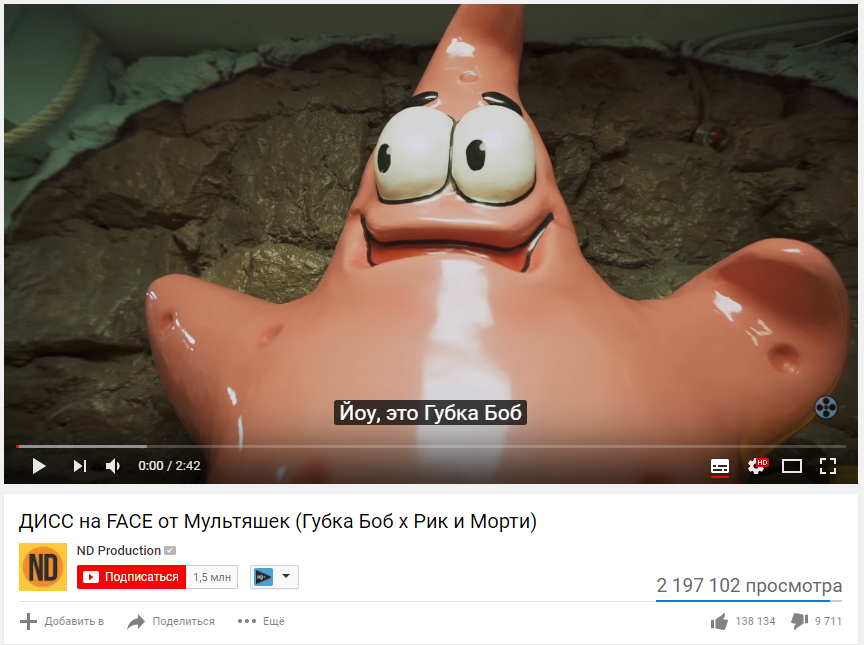 Йоу, это Губка Боб
0:00 / 2:42
HD
ДИСС на FACE от Мультяшек (Губка Боб x Рик и Морти)
ND
ND Production
Подписаться 1,5 млн
2 197 102 просмотра
Добавить в Поделиться Ещё 138 134 9 711